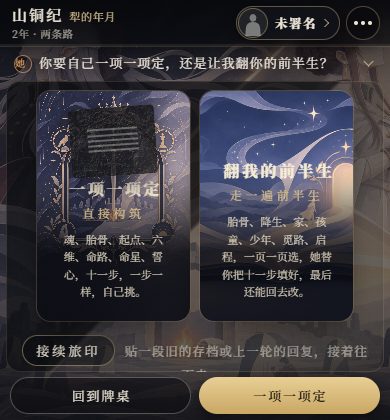 山铜纪 犁的年月
2年 · 两条路
未署名
她 你要自己一项一项定，还是让我翻你的前半生？
一项一项定
直接构筑
魂、胎骨、起点、六
维、命路、命星、誓
心，十一步，一步一
样，自己挑。
翻我的前半生
走一遍前半生
胎骨、降生、家、孩
童、少年、觅路、启
程，一页一页问，她替
你把十一步填好，最后
还能回去改。
接续旅印 贴一段旧的存档或上一轮的回复，接着往
回到牌桌
一项一项定